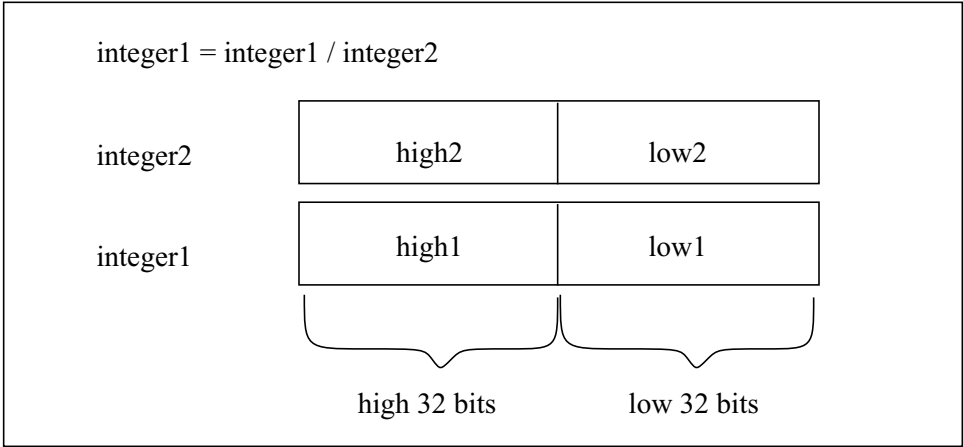 integer1 = integer1 / integer2
integer2 high2 low2
integer1 high1 low1
high 32 bits low 32 bits